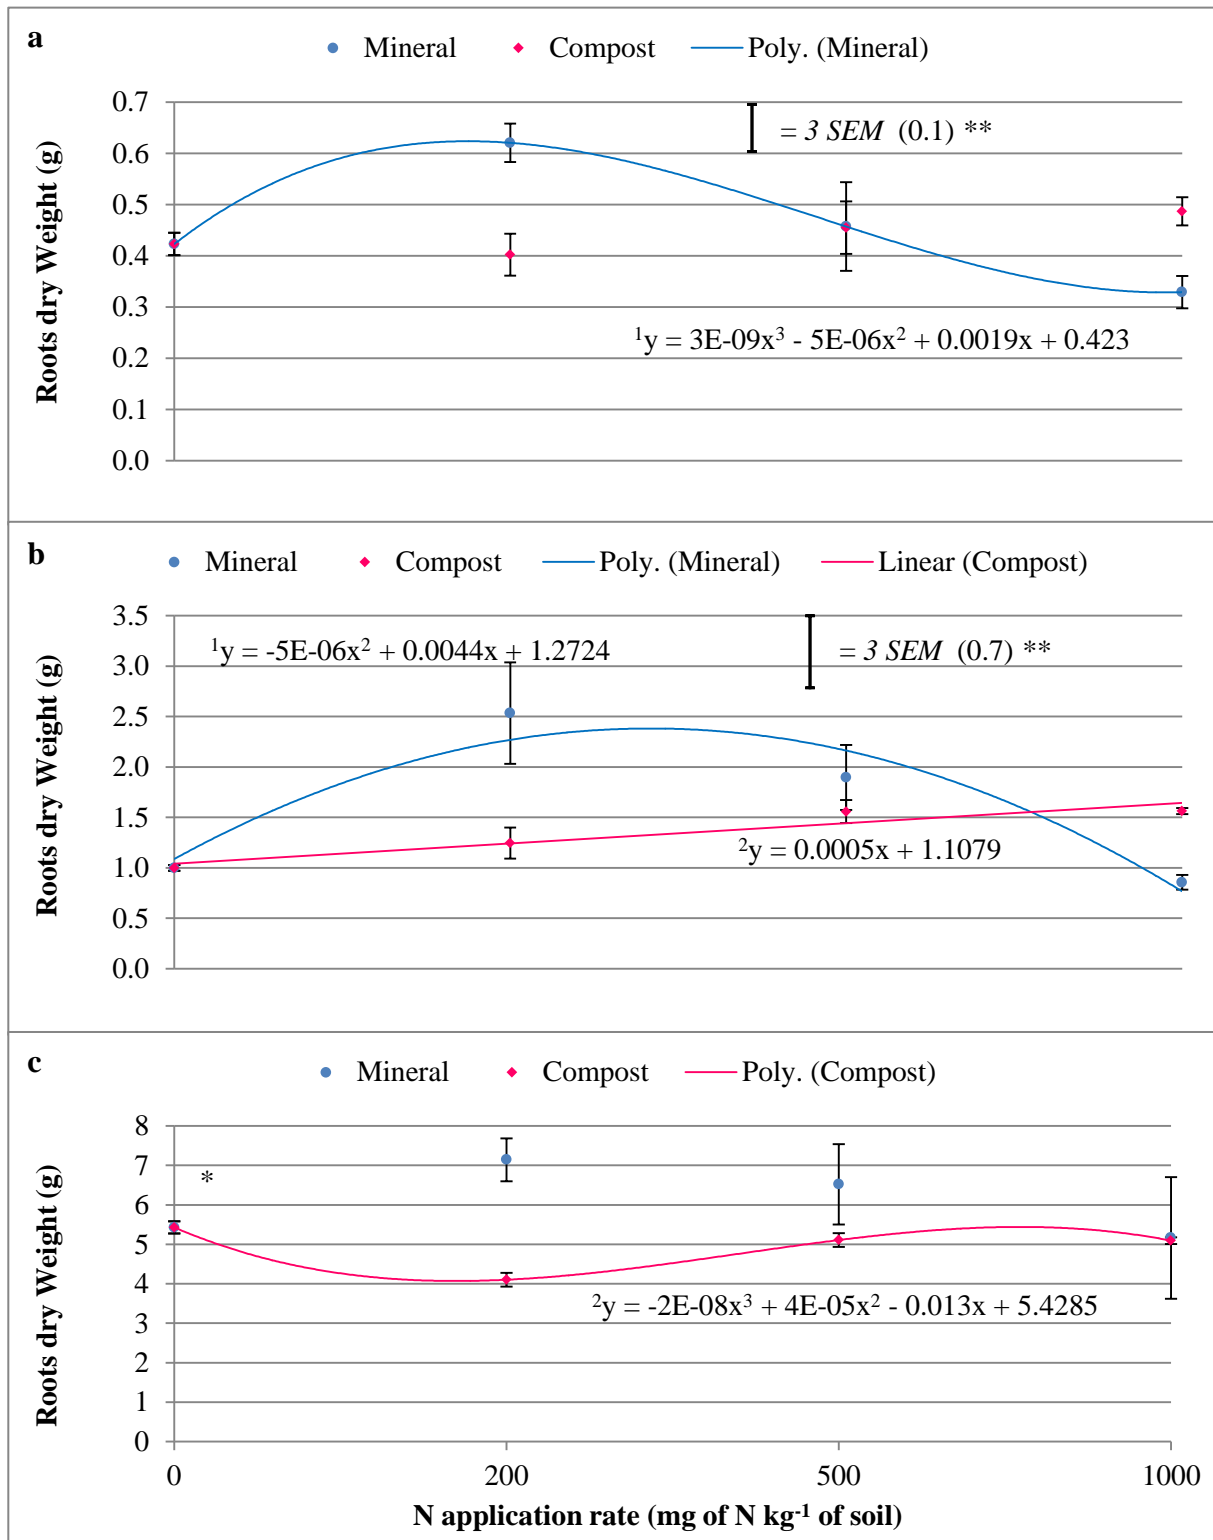 a
Mineral Compost Poly. (Mineral)
0.7
0.6
0.5
0.4
0.3
0.2
0.1
0.0
Roots dry Weight (g)
= 3 SEM (0.1) **
¹y = 3E-09x³ - 5E-06x² + 0.0019x + 0.423
b
Mineral Compost Poly. (Mineral) Linear (Compost)
3.5
3.0
2.5
2.0
1.5
1.0
0.5
0.0
Roots dry Weight (g)
¹y = -5E-06x² + 0.0044x + 1.2724
= 3 SEM (0.7) **
²y = 0.0005x + 1.1079
c
Mineral Compost Poly. (Compost)
8
7
6
5
4
3
2
1
0
Roots dry Weight (g)
*
²y = -2E-08x³ + 4E-05x² - 0.013x + 5.4285
0 200 500 1000
N application rate (mg of N kg⁻¹ of soil)